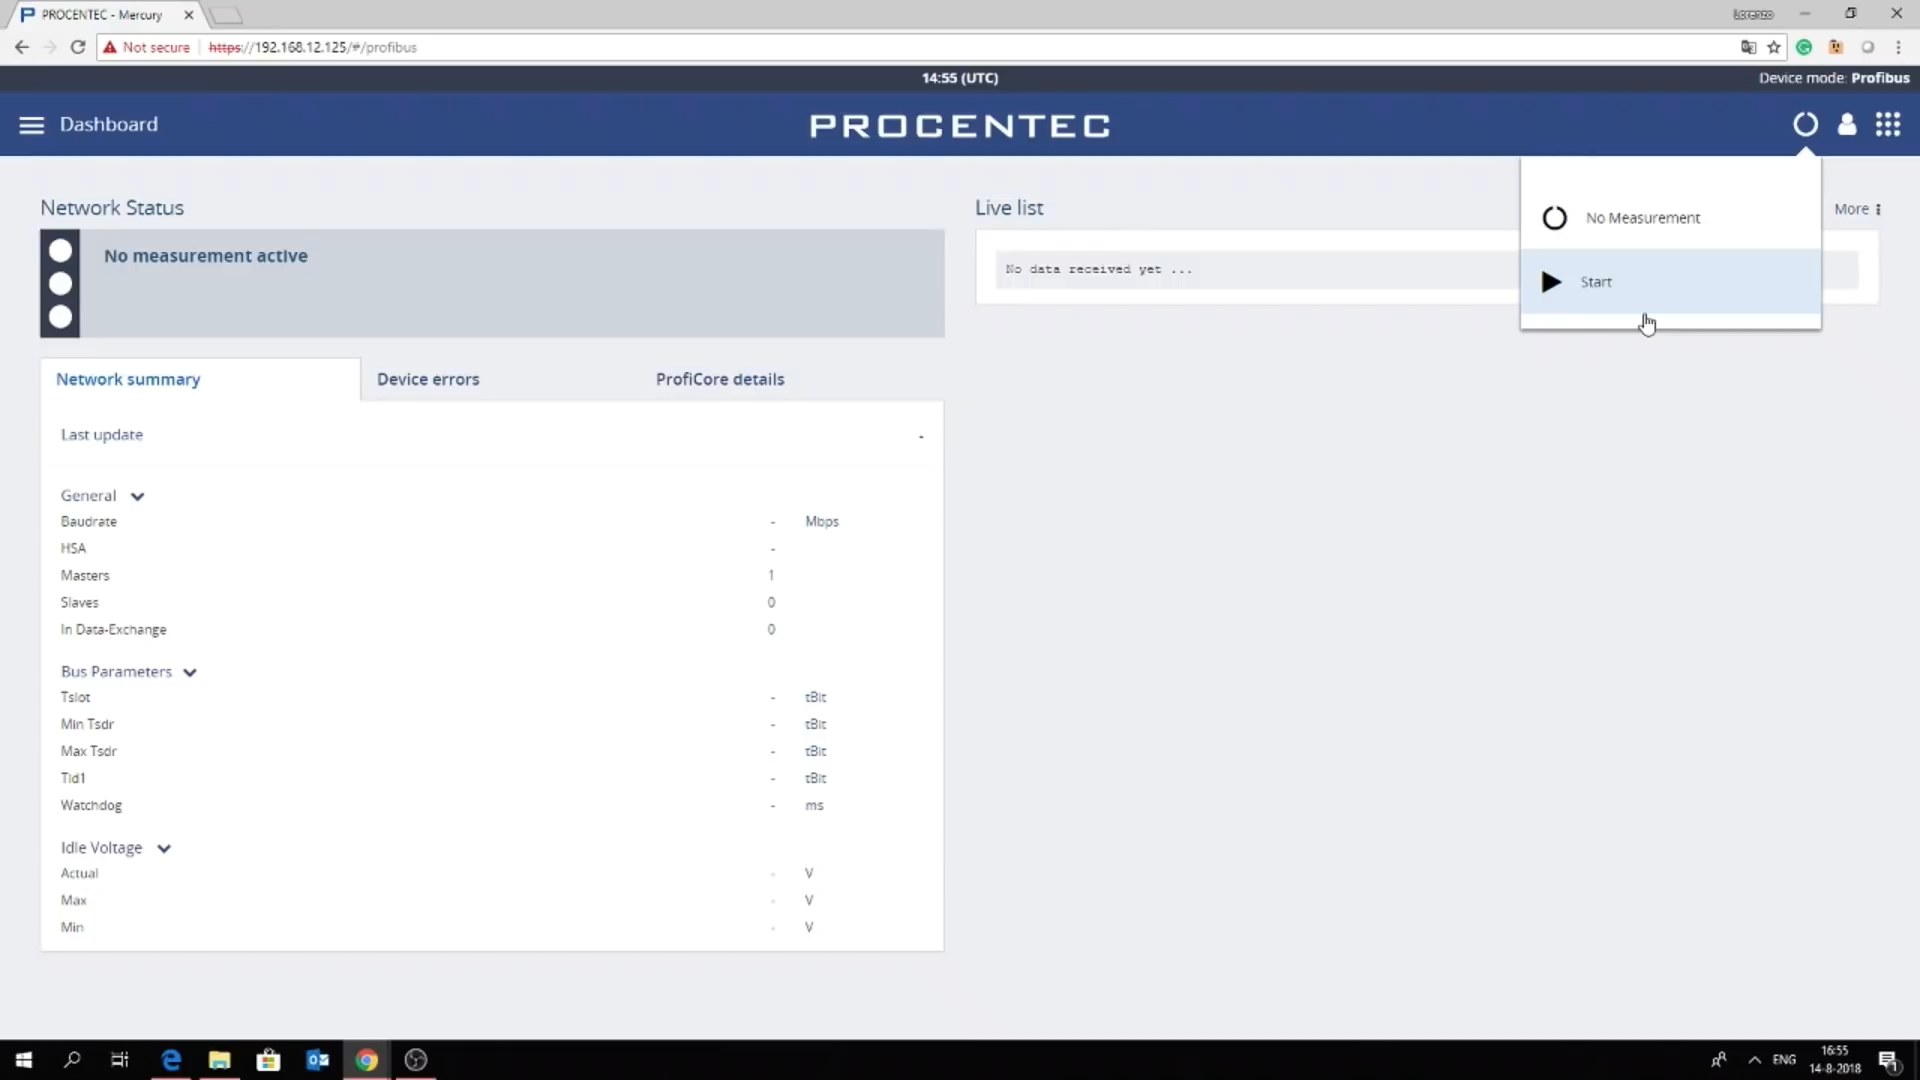 PROCENTEC - Mercury
Lorenzo
Not secure
https://192.168.12.125/#/profibus
14:55 (UTC)
Device mode: Profibus
Dashboard
PROCENTEC
No Measurement
Start
Network Status
No measurement active
Live list
More
No data received yet ...
Network summary
Device errors
ProfiCore details
Last update -
General
Baudrate - Mbps
HSA -
Masters 1
Slaves 0
In Data-Exchange 0
Bus Parameters
Tslot - tBit
Min Tsdr - tBit
Max Tsdr - tBit
Tid1 - tBit
Watchdog - ms
Idle Voltage
Actual - V
Max - V
Min - V
ENG
16:55
14-8-2018
1